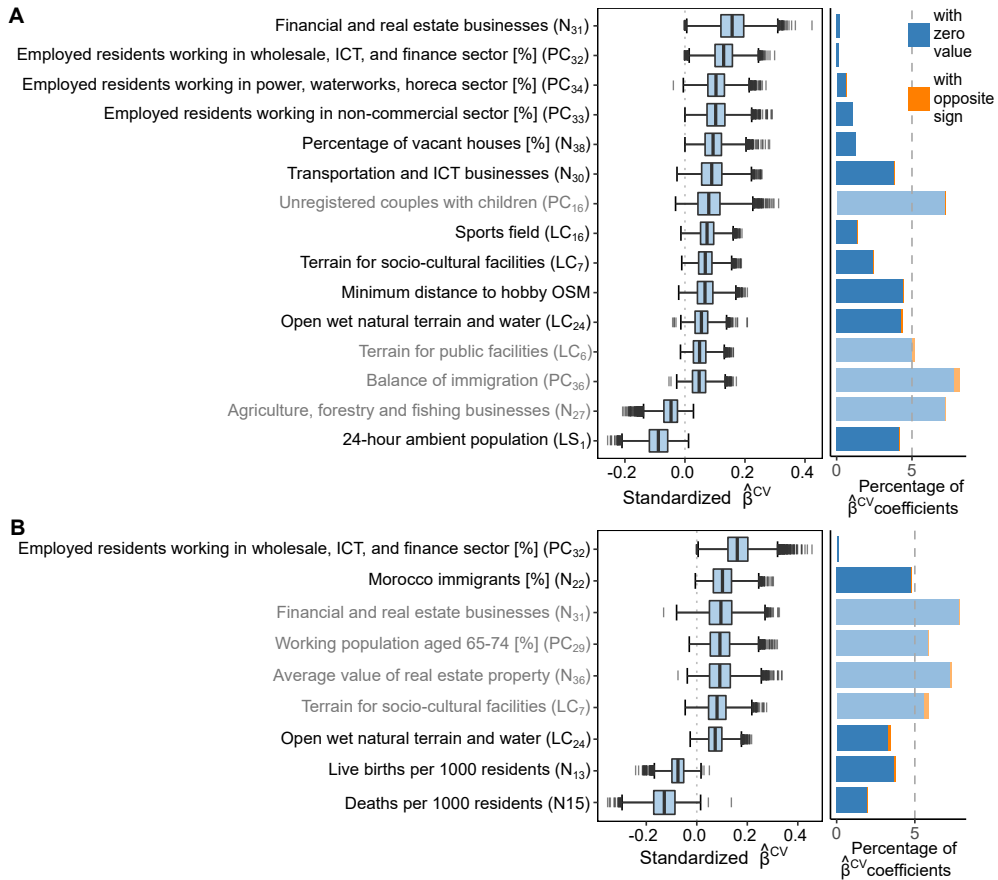 A
Financial and real estate businesses (N31)
Employed residents working in wholesale, ICT, and finance sector [%] (PC32)
Employed residents working in power, waterworks, horeca sector [%] (PC34)
Employed residents working in non-commercial sector [%] (PC33)
Percentage of vacant houses [%] (N38)
Transportation and ICT businesses (N30)
Unregistered couples with children (PC16)
Sports field (LC16)
Terrain for socio-cultural facilities (LC7)
Minimum distance to hobby OSM
Open wet natural terrain and water (LC24)
Terrain for public facilities (LC6)
Balance of immigration (PC36)
Agriculture, forestry and fishing businesses (N27)
24-hour ambient population (LS1)
-0.2 0.0 0.2 0.4
Standardized β̂CV
with
zero
value
with
opposite
sign
0 5
Percentage of
β̂CV coefficients
B
Employed residents working in wholesale, ICT, and finance sector [%] (PC32)
Morocco immigrants [%] (N22)
Financial and real estate businesses (N31)
Working population aged 65-74 [%] (PC29)
Average value of real estate property (N36)
Terrain for socio-cultural facilities (LC7)
Open wet natural terrain and water (LC24)
Live births per 1000 residents (N13)
Deaths per 1000 residents (N15)
-0.2 0.0 0.2 0.4
Standardized β̂CV
0 5
Percentage of
β̂CV coefficients